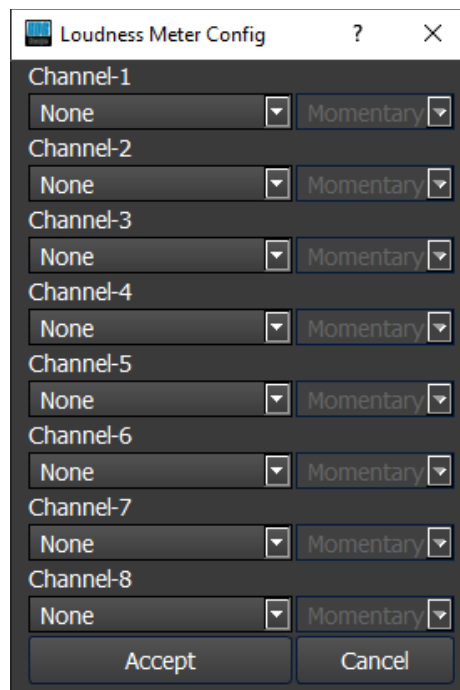 Loudness Meter Config ?
Channel-1
None Momentary
Channel-2
None Momentary
Channel-3
None Momentary
Channel-4
None Momentary
Channel-5
None Momentary
Channel-6
None Momentary
Channel-7
None Momentary
Channel-8
None Momentary
Accept Cancel